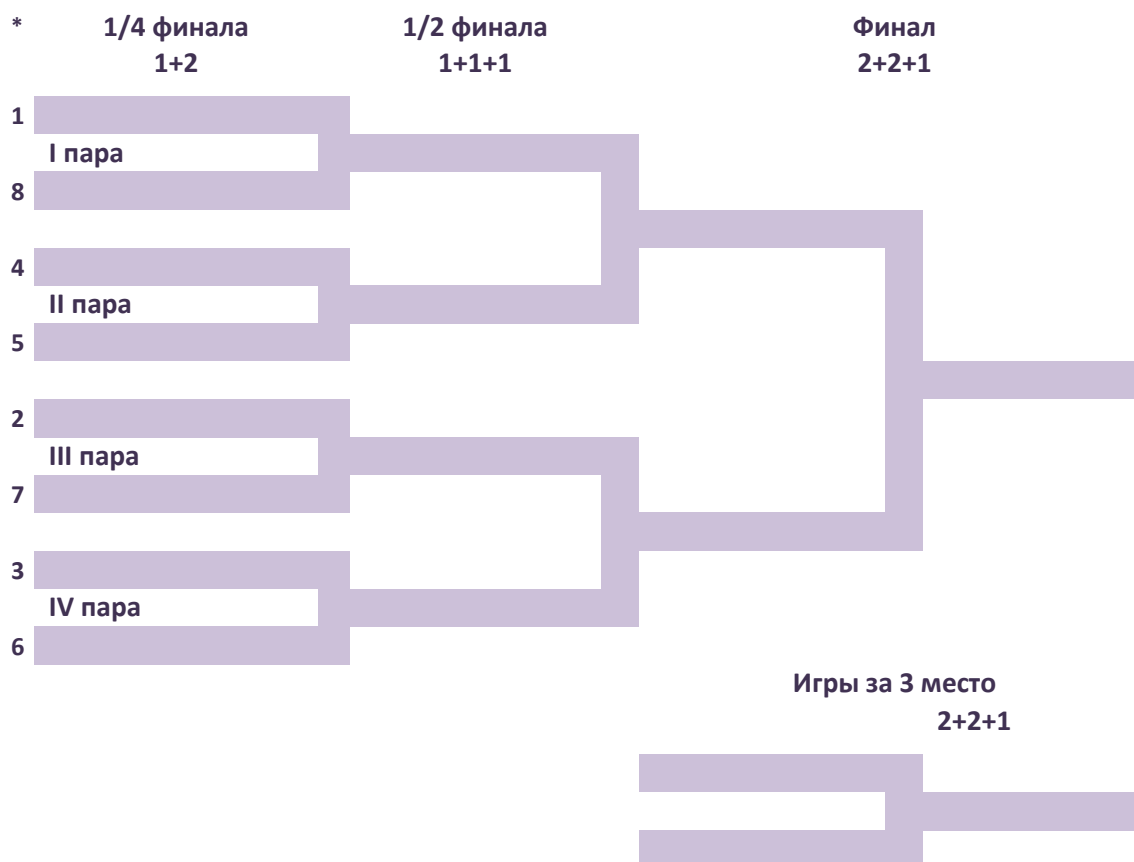 * 1/4 финала 1/2 финала Финал
1+2 1+1+1 2+2+1
1
I пара
8
4
II пара
5
2
III пара
7
3
IV пара
6
Игры за 3 место
2+2+1